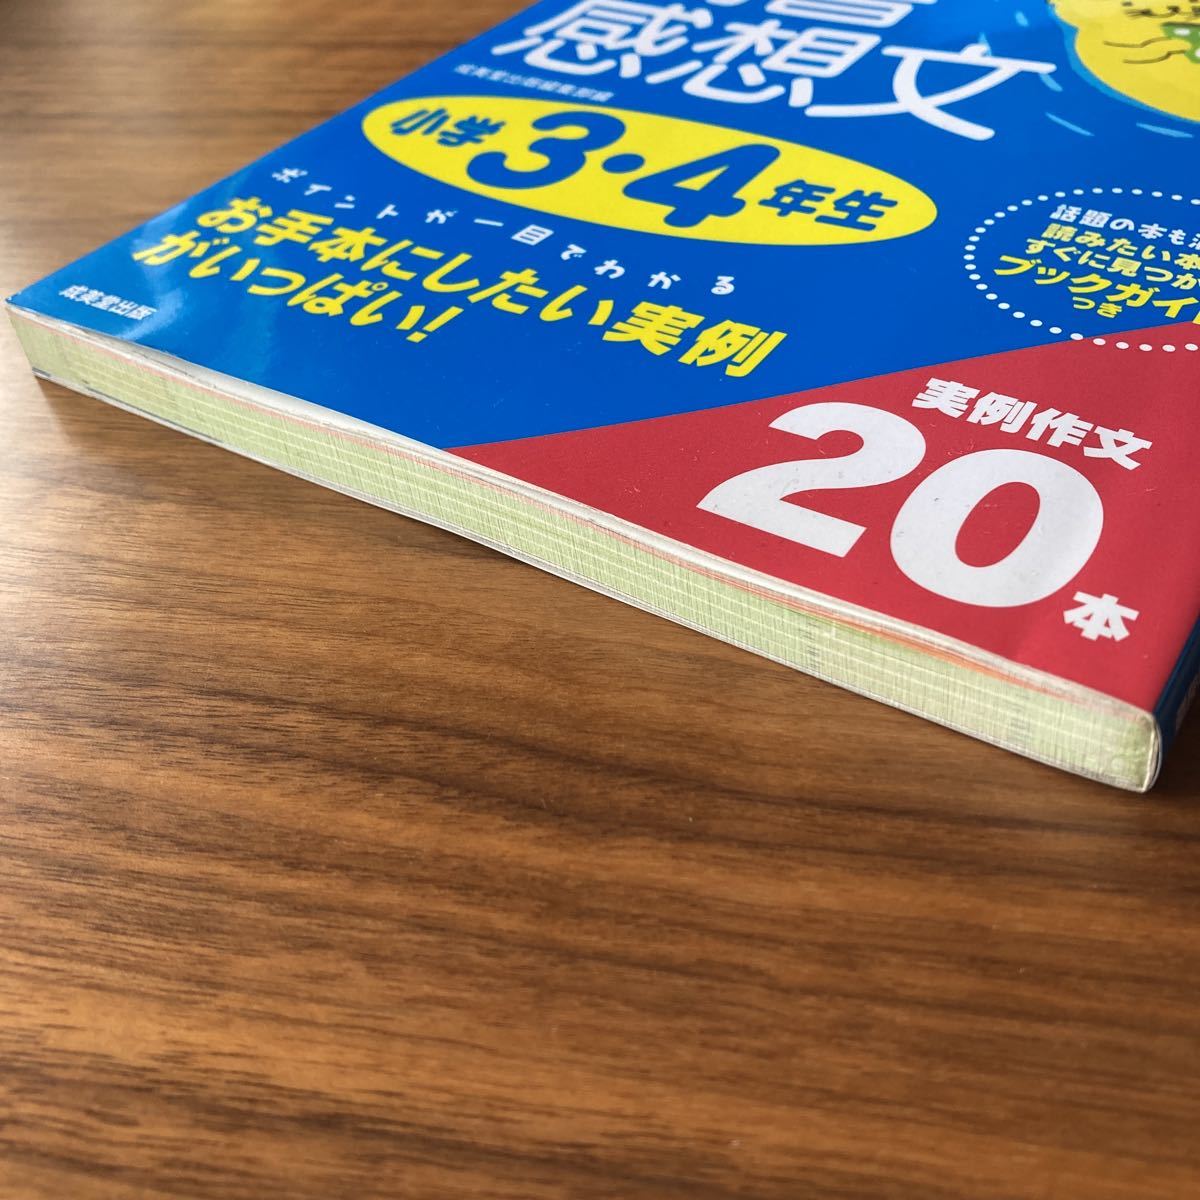 感想文
成美堂出版編集部編
小学3・4年生
ポイントが一目でわかる
お手本にしたい実例
がいっぱい!
成美堂出版
話題の本も
読みたい本
すぐに見つか
ブックガイド
つき
実例作文
20本